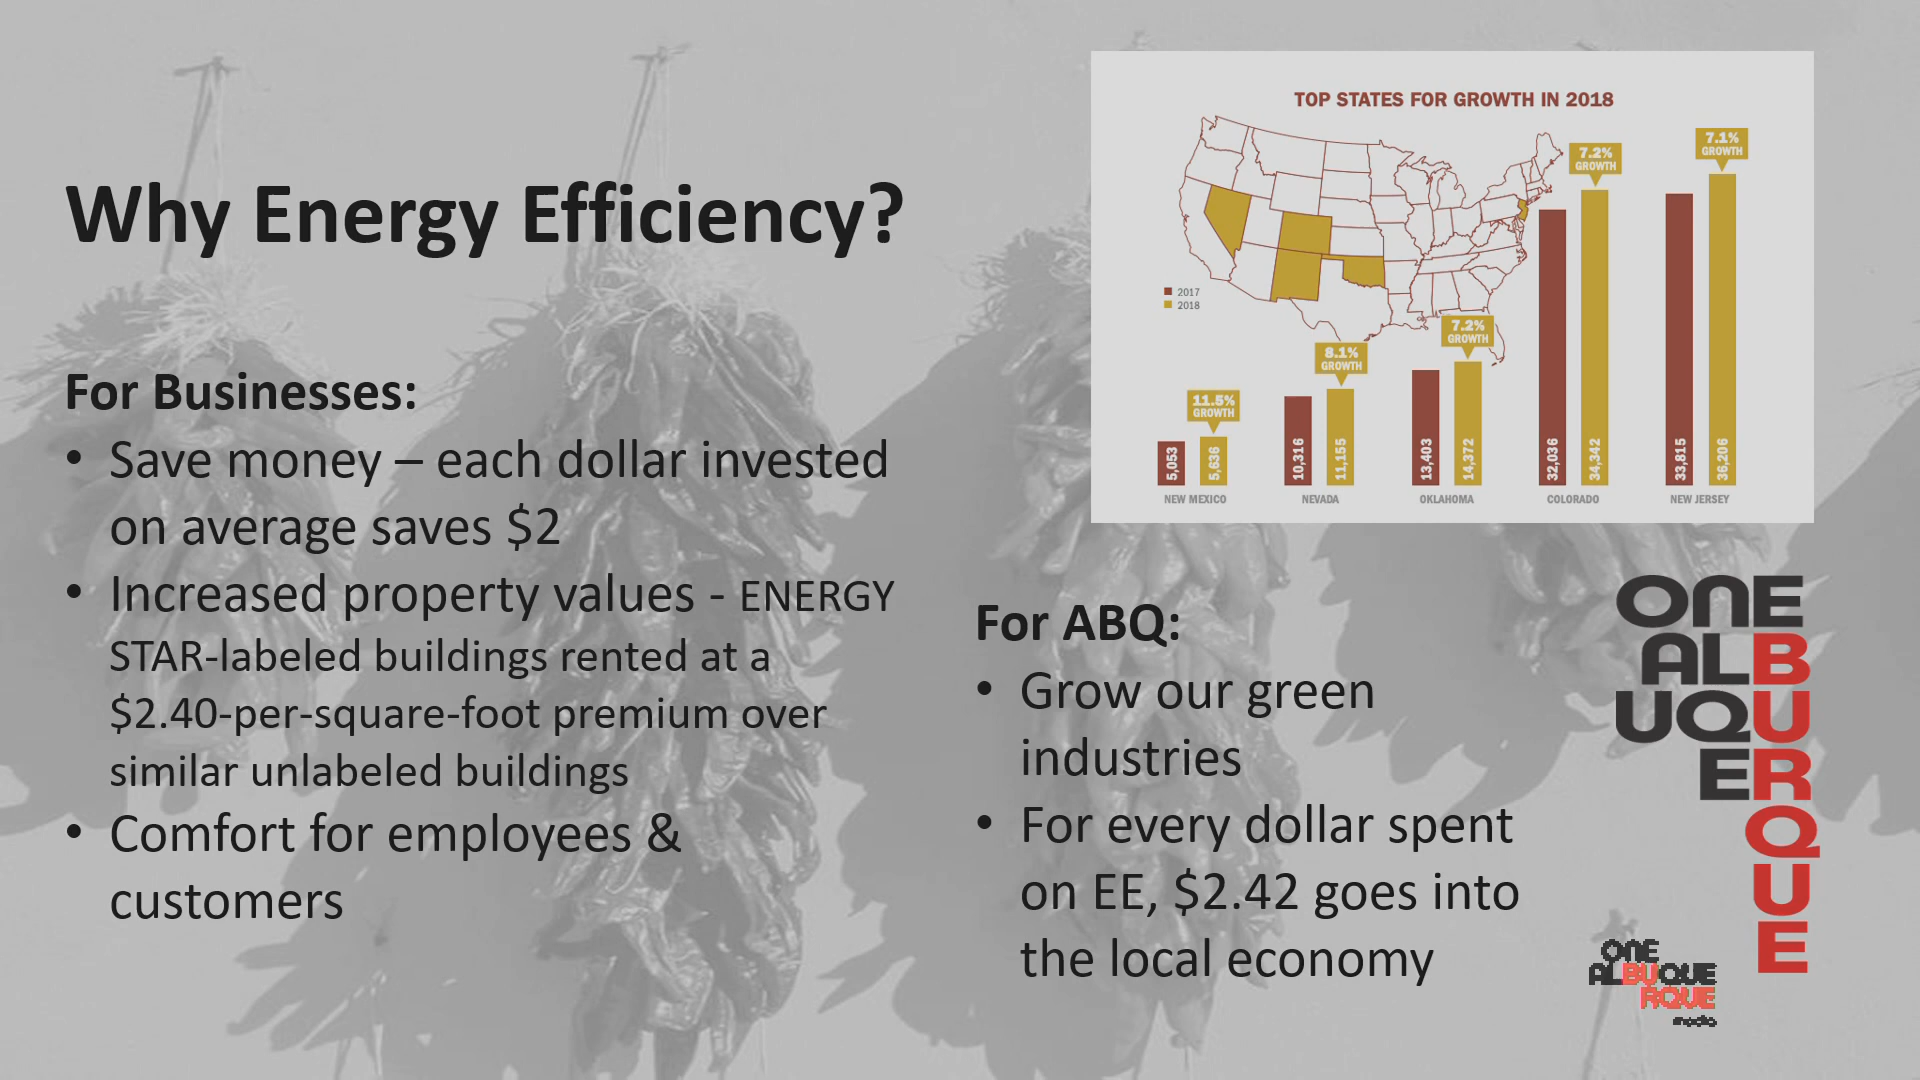 Why Energy Efficiency?
For Businesses:
• Save money – each dollar invested
on average saves $2
• Increased property values - ENERGY
STAR-labeled buildings rented at a
$2.40-per-square-foot premium over
similar unlabeled buildings
• Comfort for employees &
customers
TOP STATES FOR GROWTH IN 2018
2017
2018
11.5%
GROWTH
8.1%
GROWTH
7.2%
GROWTH
7.2%
GROWTH
7.1%
GROWTH
5,053
5,636
10,316
11,155
13,403
14,372
32,036
34,342
33,815
36,206
NEW MEXICO
NEVADA
OKLAHOMA
COLORADO
NEW JERSEY
For ABQ:
• Grow our green
industries
• For every dollar spent
on EE, $2.42 goes into
the local economy
ONE
ALB
UQU
ER
Q
U
E
ONE
ALBUQUE
RQUE
media